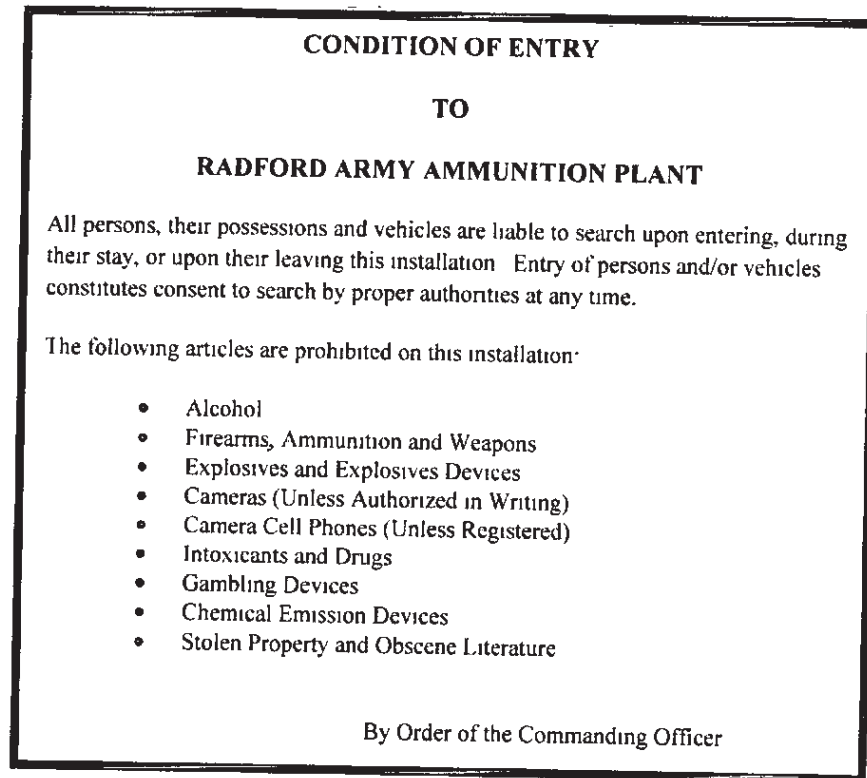 CONDITION OF ENTRY
TO
RADFORD ARMY AMMUNITION PLANT
All persons, their possessions and vehicles are liable to search upon entering, during
their stay, or upon their leaving this installation Entry of persons and/or vehicles
constitutes consent to search by proper authorities at any time.
The following articles are prohibited on this installation·
• Alcohol
• Firearms, Ammunition and Weapons
• Explosives and Explosives Devices
• Cameras (Unless Authorized in Writing)
• Camera Cell Phones (Unless Registered)
• Intoxicants and Drugs
• Gambling Devices
• Chemical Emission Devices
• Stolen Property and Obscene Literature
By Order of the Commanding Officer